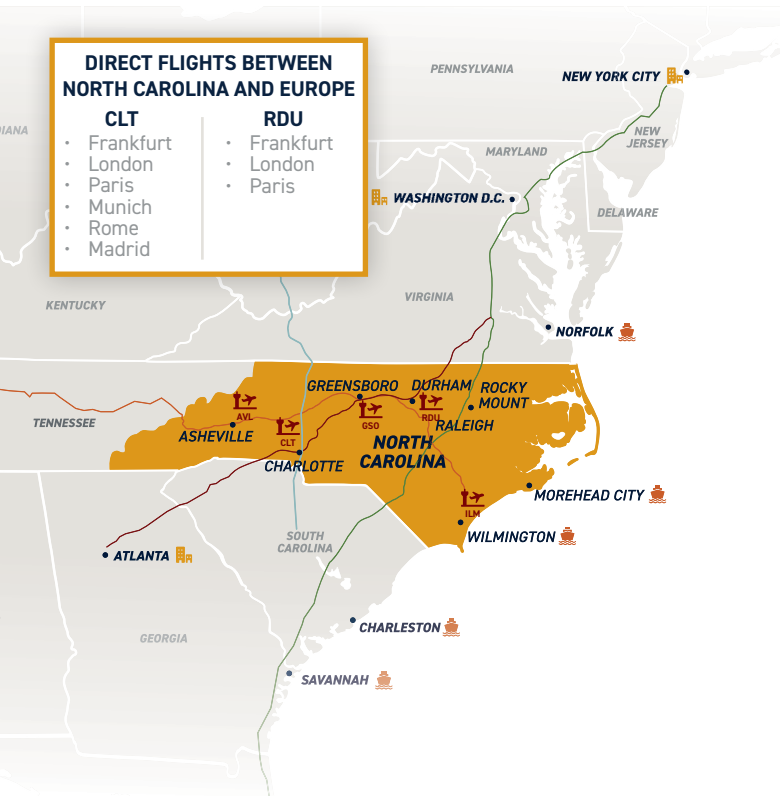 DIRECT FLIGHTS BETWEEN
NORTH CAROLINA AND EUROPE
CLT
• Frankfurt
• London
• Paris
• Munich
• Rome
• Madrid
RDU
• Frankfurt
• London
• Paris
PENNSYLVANIA
NEW YORK CITY
IANA
NEW
JERSEY
MARYLAND
WASHINGTON D.C.
DELAWARE
KENTUCKY
VIRGINIA
NORFOLK
GREENSBORO
DURHAM
ROCKY
MOUNT
TENNESSEE
AVL
GSO
RDU
RALEIGH
ASHEVILLE
CLT
NORTH
CAROLINA
CHARLOTTE
MOREHEAD CITY
ILM
WILMINGTON
SOUTH
CAROLINA
ATLANTA
CHARLESTON
GEORGIA
SAVANNAH